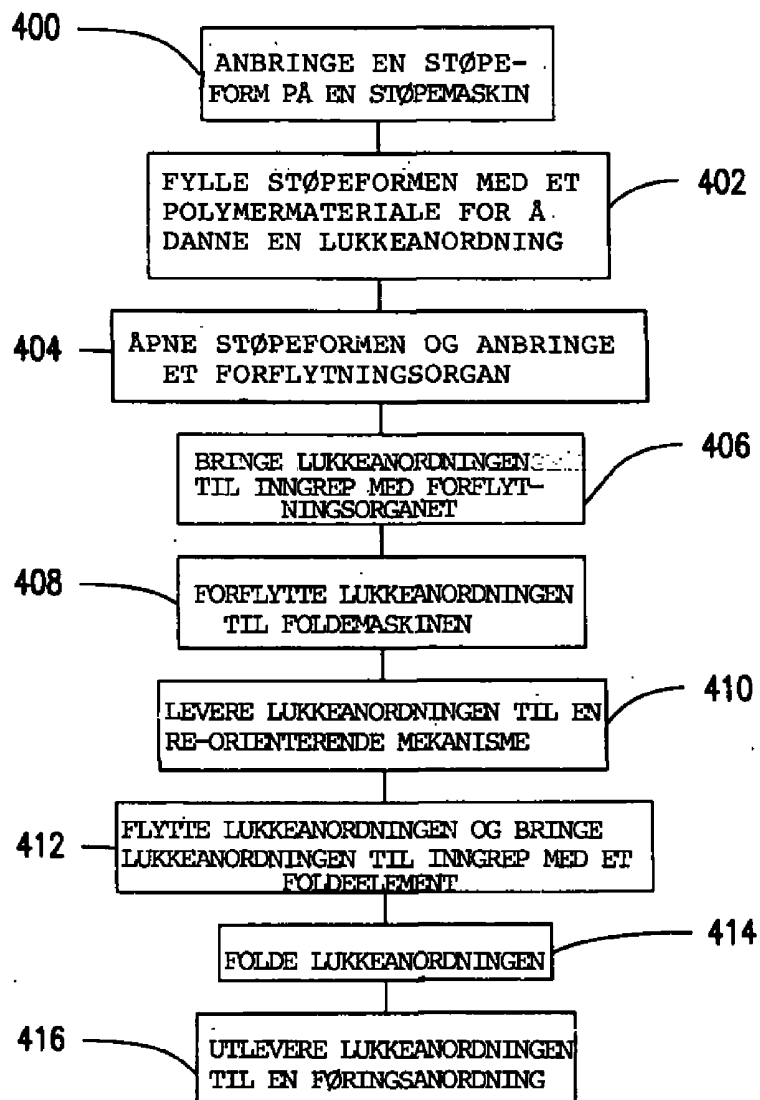 400
ANBRINGE EN STØPE-
FORM PÅ EN STØPEMASKIN
402
FYLLE STØPEFORMEN MED ET
POLYMERMATERIALE FOR Å
DANNE EN LUKKEANORDNING
404
ÅPNE STØPEFORMEN OG ANBRINGE
ET FORFLYTNINGSORGAN
406
BRINGE LUKKEANORDNINGEN
TIL INNGREP MED FORFLYT-
NINGSORGANET
408
FORFLYTTE LUKKEANORDNINGEN
TIL FOLDEMASKINEN
410
LEVERE LUKKEANORDNINGEN TIL EN
RE-ORIENTERENDE MEKANISME
412
FLYTTE LUKKEANORDNINGEN OG BRINGE
LUKKEANORDNINGEN TIL INNGREP MED ET
FOLDEELEMENT
414
FOLDE LUKKEANORDNINGEN
416
UTLEVERE LUKKEANORDNINGEN
TIL EN FØRINGSANORDNING